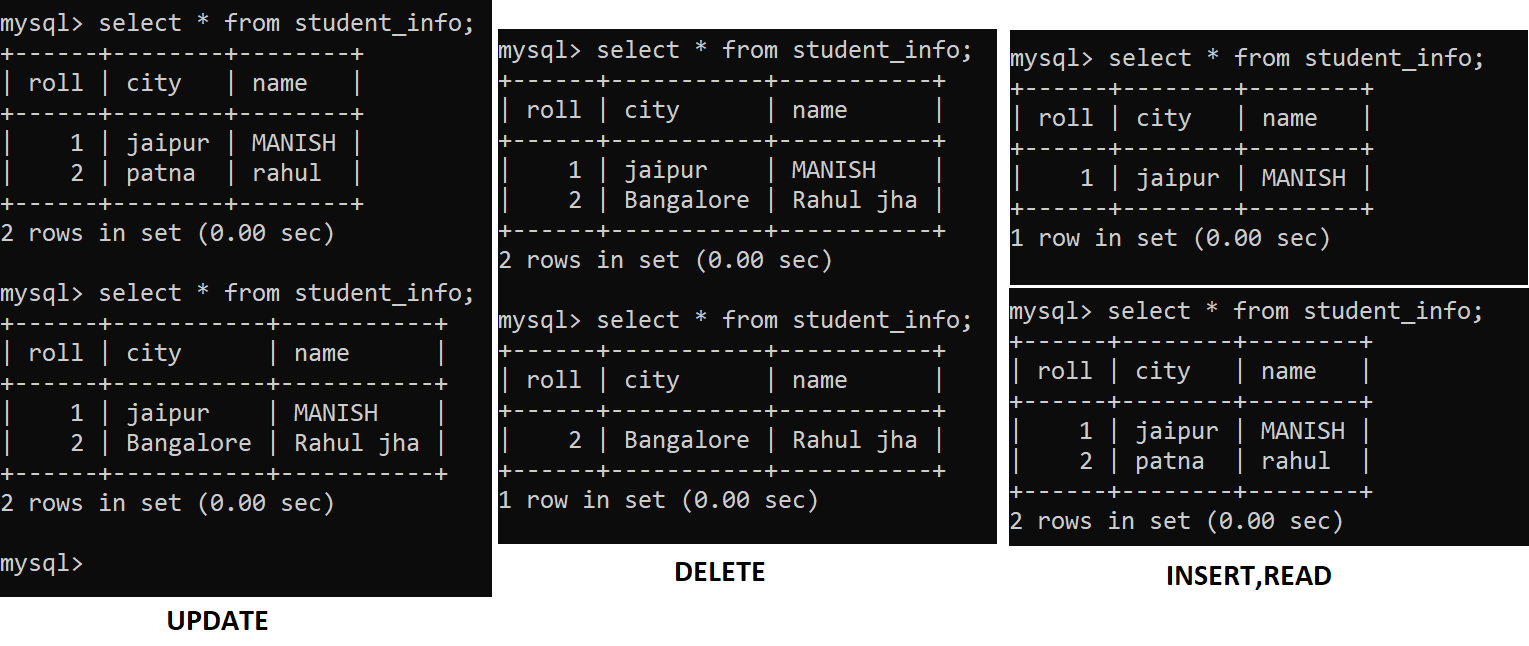 mysql> select * from student_info;
+------+--------+--------+
| roll | city   | name   |
+------+--------+--------+
|    1 | jaipur | MANISH |
|    2 | patna  | rahul  |
+------+--------+--------+
2 rows in set (0.00 sec)
mysql> select * from student_info;
+------+-----------+-----------+
| roll | city      | name      |
+------+-----------+-----------+
|    1 | jaipur    | MANISH    |
|    2 | Bangalore | Rahul jha |
+------+-----------+-----------+
2 rows in set (0.00 sec)
mysql>
UPDATE
mysql> select * from student_info;
+------+-----------+-----------+
| roll | city      | name      |
+------+-----------+-----------+
|    1 | jaipur    | MANISH    |
|    2 | Bangalore | Rahul jha |
+------+-----------+-----------+
2 rows in set (0.00 sec)
mysql> select * from student_info;
+------+-----------+-----------+
| roll | city      | name      |
+------+-----------+-----------+
|    2 | Bangalore | Rahul jha |
+------+-----------+-----------+
1 row in set (0.00 sec)
DELETE
mysql> select * from student_info;
+------+--------+--------+
| roll | city   | name   |
+------+--------+--------+
|    1 | jaipur | MANISH |
+------+--------+--------+
1 row in set (0.00 sec)
mysql> select * from student_info;
+------+--------+--------+
| roll | city   | name   |
+------+--------+--------+
|    1 | jaipur | MANISH |
|    2 | patna  | rahul  |
+------+--------+--------+
2 rows in set (0.00 sec)
INSERT,READ